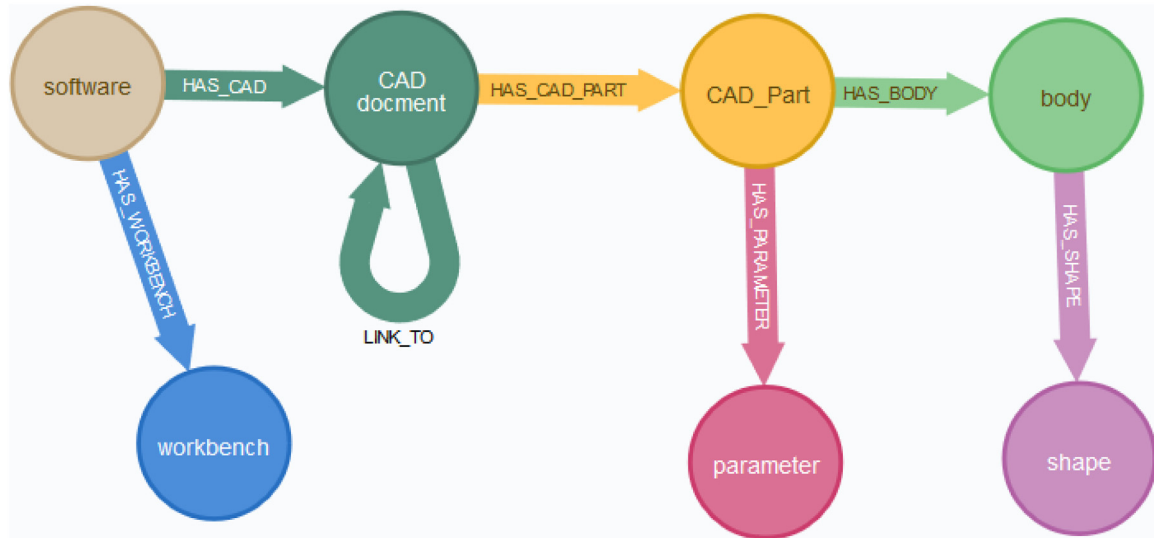 software
HAS_CAD
CAD
docment
HAS_CAD_PART
CAD_Part
HAS_BODY
body
HAS_WORKBENCH
LINK_TO
HAS_PARAMETER
HAS_SHAPE
workbench
parameter
shape